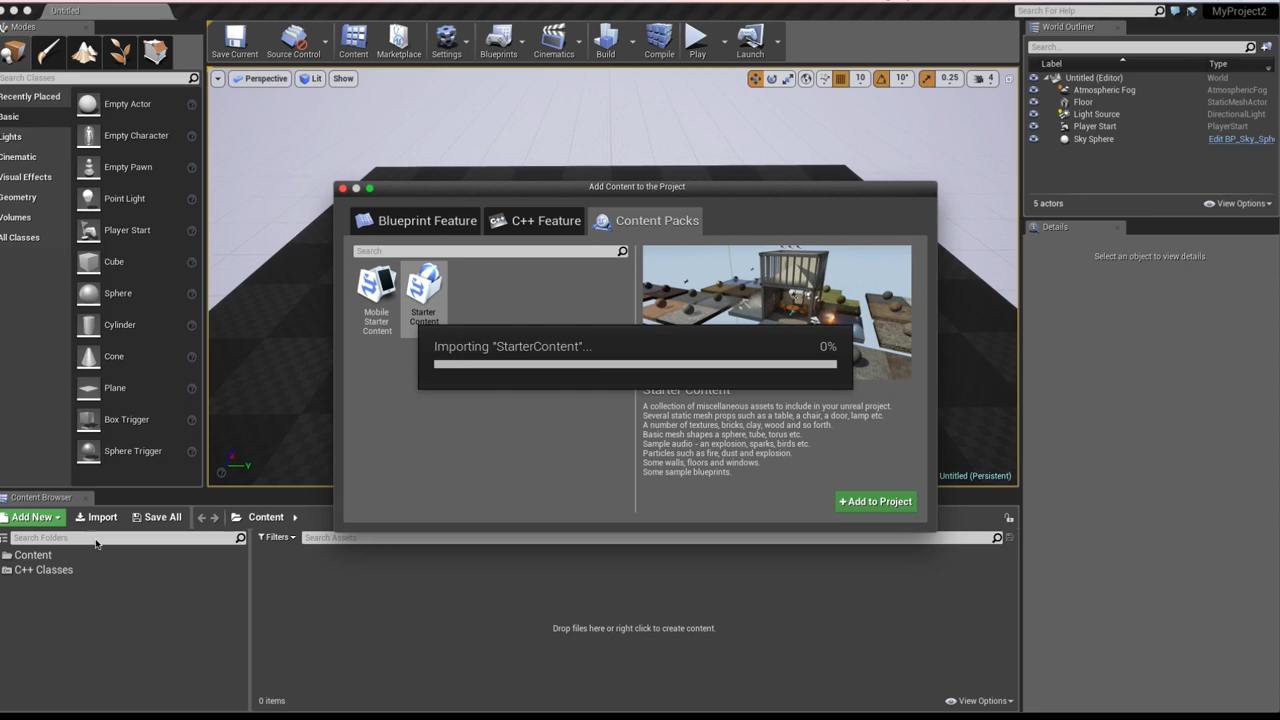 Untitled
Search For Help
MyProject2
Modes
Save Current
Source Control
Content
Marketplace
Settings
Blueprints
Cinematics
Build
Compile
Play
Launch
Search Classes
Recently Placed
Basic
Lights
Cinematic
Visual Effects
Geometry
Volumes
All Classes
Empty Actor
Empty Character
Empty Pawn
Point Light
Player Start
Cube
Sphere
Cylinder
Cone
Plane
Box Trigger
Sphere Trigger
Perspective
Lit
Show
10
10°
0.25
4
Z
Y
Untitled (Persistent)
World Outliner
Search...
Label
Type
Untitled (Editor)
World
Atmospheric Fog
AtmosphericFog
Floor
StaticMeshActor
Light Source
DirectionalLight
Player Start
PlayerStart
Sky Sphere
Edit BP_Sky_Sph
5 actors
View Options
Details
Select an object to view details.
Add Content to the Project
Blueprint Feature
C++ Feature
Content Packs
Search
Mobile
Starter
Content
Starter
Content
Importing "StarterContent"...
0%
Starter Content
A collection of miscellaneous assets to include in your unreal project.
Several static mesh props such as a table, a chair, a door, lamp etc.
A number of textures, bricks, clay, wood and so forth.
Basic mesh shapes a sphere, tube, torus etc.
Sample audio - an explosion, sparks, birds etc.
Particles such as fire, dust and explosion.
Some walls, floors and windows.
Some sample blueprints.
+ Add to Project
Content Browser
Add New
Import
Save All
Content
Search Folders
Filters
Search Assets
Content
C++ Classes
Drop files here or right click to create content.
0 items
View Options